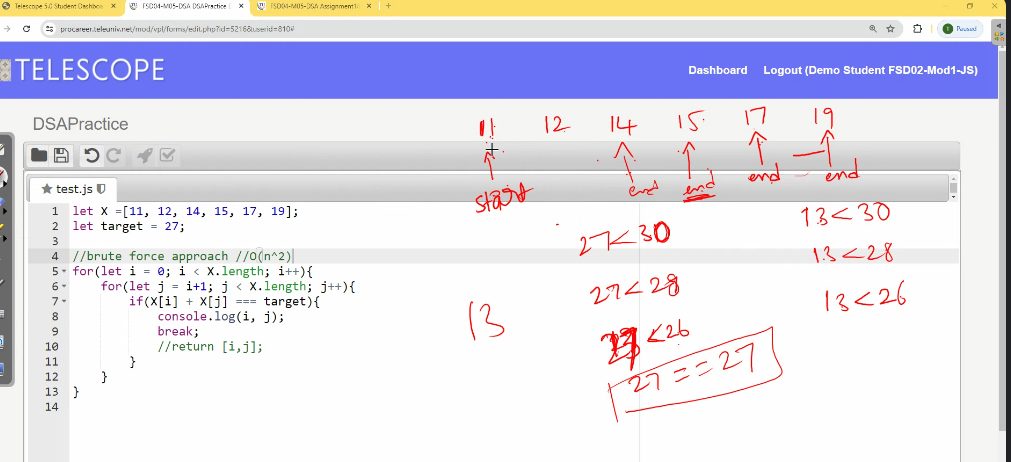 Telescope 5.0 Student Dashbo
FSD04-M05-DSA DSAPractice
FSD04-M05-DSA Assignment1
procareer.teleuniv.net/mod/vpl/forms/edit.php?id=5216&userid=810#
T Paused
TELESCOPE
Dashboard Logout (Demo Student FSD02-Mod1-JS)
DSAPractice
11 12 14 15 17 19
start end end end end
test.js
1 let X =[11, 12, 14, 15, 17, 19];
2 let target = 27;
3
4 //brute force approach //O(n^2)
5 for(let i = 0; i < X.length; i++){
6 for(let j = i+1; j < X.length; j++){
7 if(X[i] + X[j] === target){
8 console.log(i, j);
9 break;
10 //return [i,j];
11 }
12 }
13 }
14
27<30
27<28
<26
27==27
13
13<30
13<28
13<26